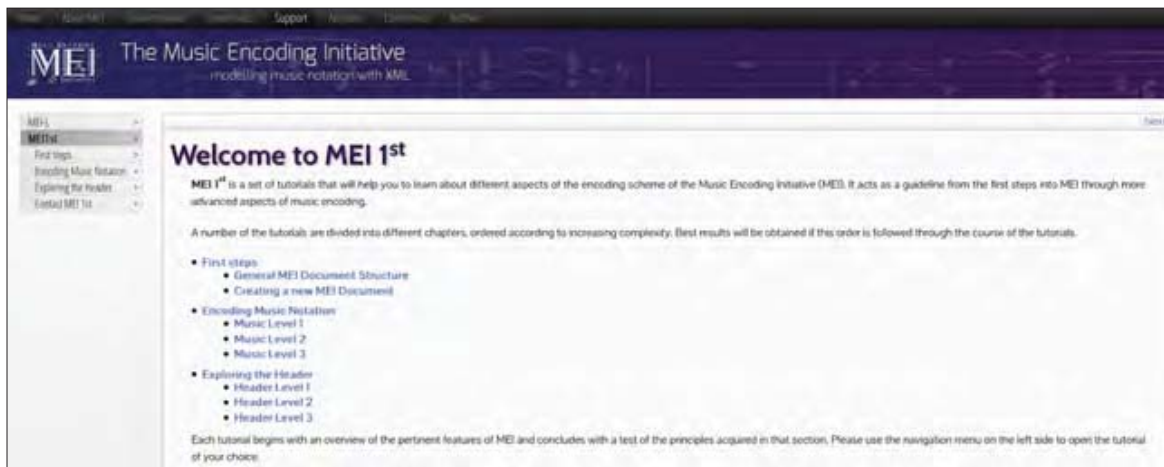 Support
MEI
The Music Encoding Initiative
modelling music notation with XML
MEI-L
MEI1st
First steps
Encoding Music Notation
Exploring the Header
Contact MEI 1st
Welcome to MEI 1st
MEI 1st is a set of tutorials that will help you to learn about different aspects of the encoding scheme of the Music Encoding Initiative (MEI). It acts as a guideline from the first steps into MEI through more
advanced aspects of music encoding.
A number of the tutorials are divided into different chapters, ordered according to increasing complexity. Best results will be obtained if this order is followed through the course of the tutorials.
• First steps
• General MEI Document Structure
• Creating a new MEI Document
• Encoding Music Notation
• Music Level 1
• Music Level 2
• Music Level 3
• Exploring the Header
• Header Level 1
• Header Level 2
• Header Level 3
Each tutorial begins with an overview of the pertinent features of MEI and concludes with a test of the principles acquired in that section. Please use the navigation menu on the left side to open the tutorial
of your choice.